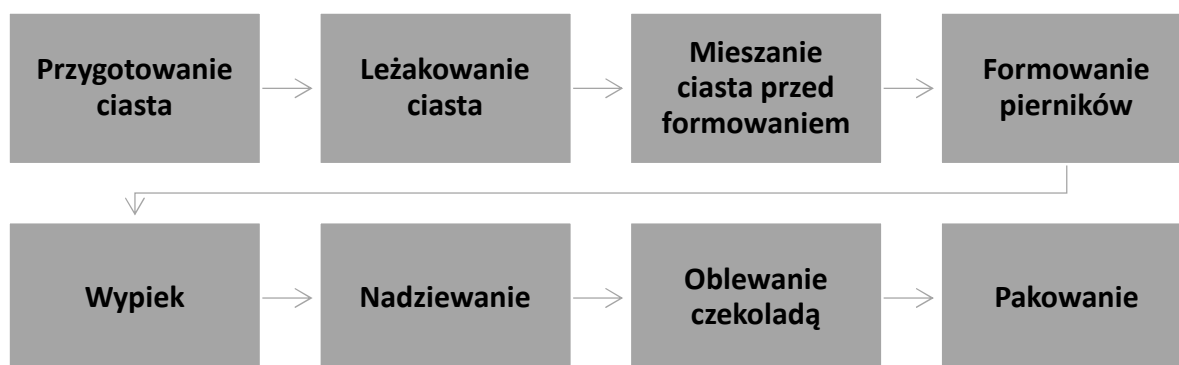 Przygotowanie
ciasta
Leżakowanie
ciasta
Mieszanie
ciasta przed
formowaniem
Formowanie
pierników
Wypiek
Nadziewanie
Oblewanie
czekoladą
Pakowanie